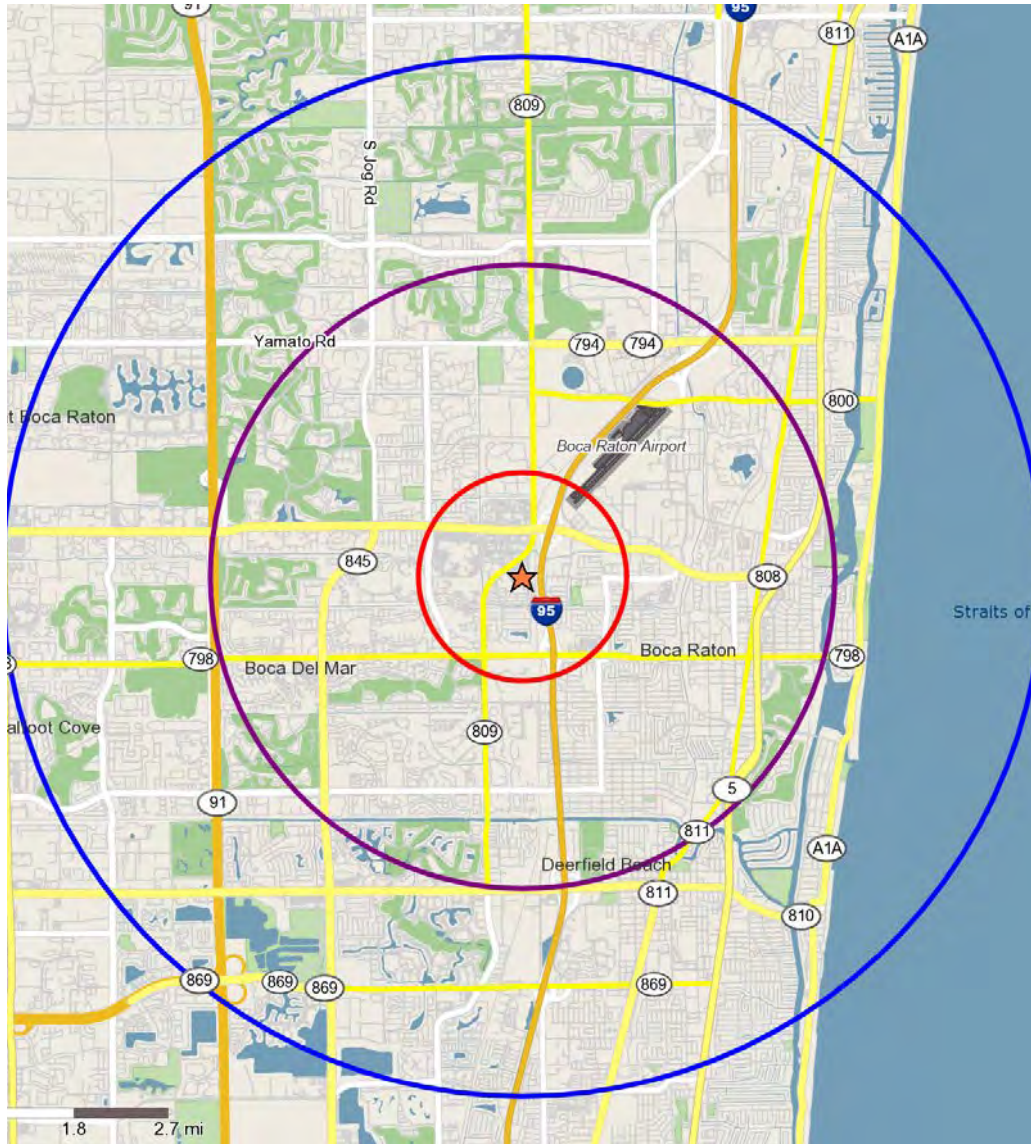 91
95
811
A1A
809
S Jog Rd
Yamato Rd
794
794
t Boca Raton
800
Boca Raton Airport
845
808
95
Straits of
798
Boca Del Mar
Boca Raton
798
809
91
5
811
A1A
Deerfield Beach
811
810
869
869
869
869
1.8
2.7 mi